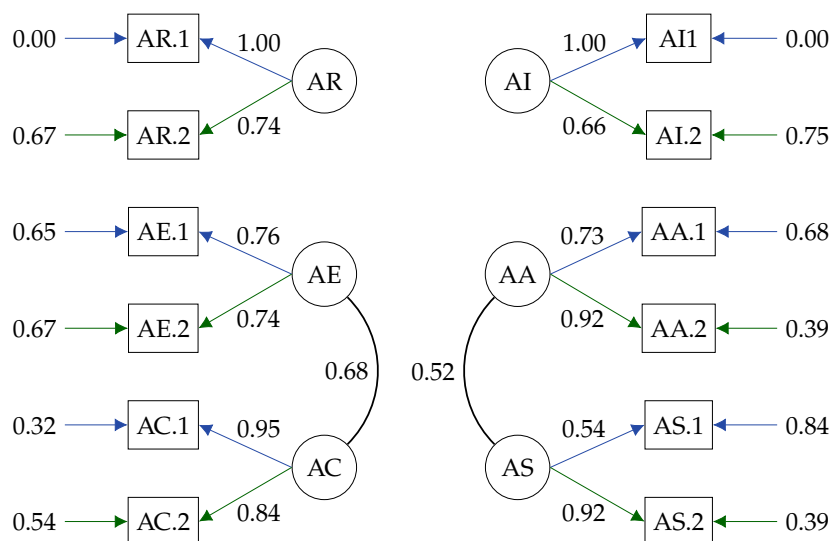 0.00 AR.1 1.00 AR AI 1.00 AI1 0.00
0.67 AR.2 0.74 0.66 AI.2 0.75
0.65 AE.1 0.76 AE AA 0.73 AA.1 0.68
0.67 AE.2 0.74 0.92 AA.2 0.39
0.68 0.52
0.32 AC.1 0.95 AC AS 0.54 AS.1 0.84
0.54 AC.2 0.84 0.92 AS.2 0.39